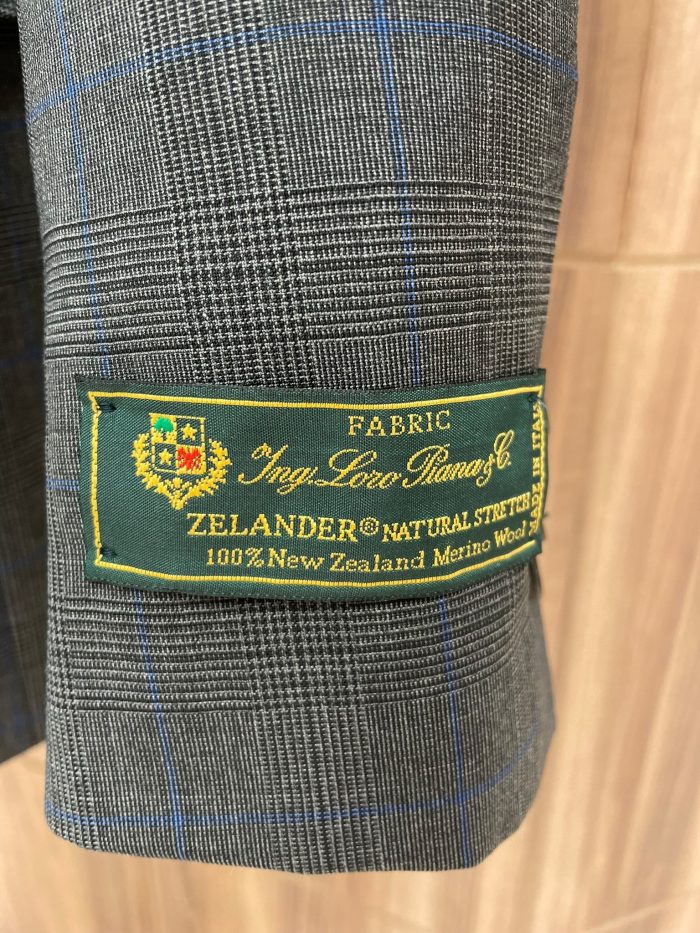 FABRIC
Ing. Loro Piana & C.
ZELANDER® NATURAL STRETCH
100% New Zealand Merino Wool
MADE IN ITALY